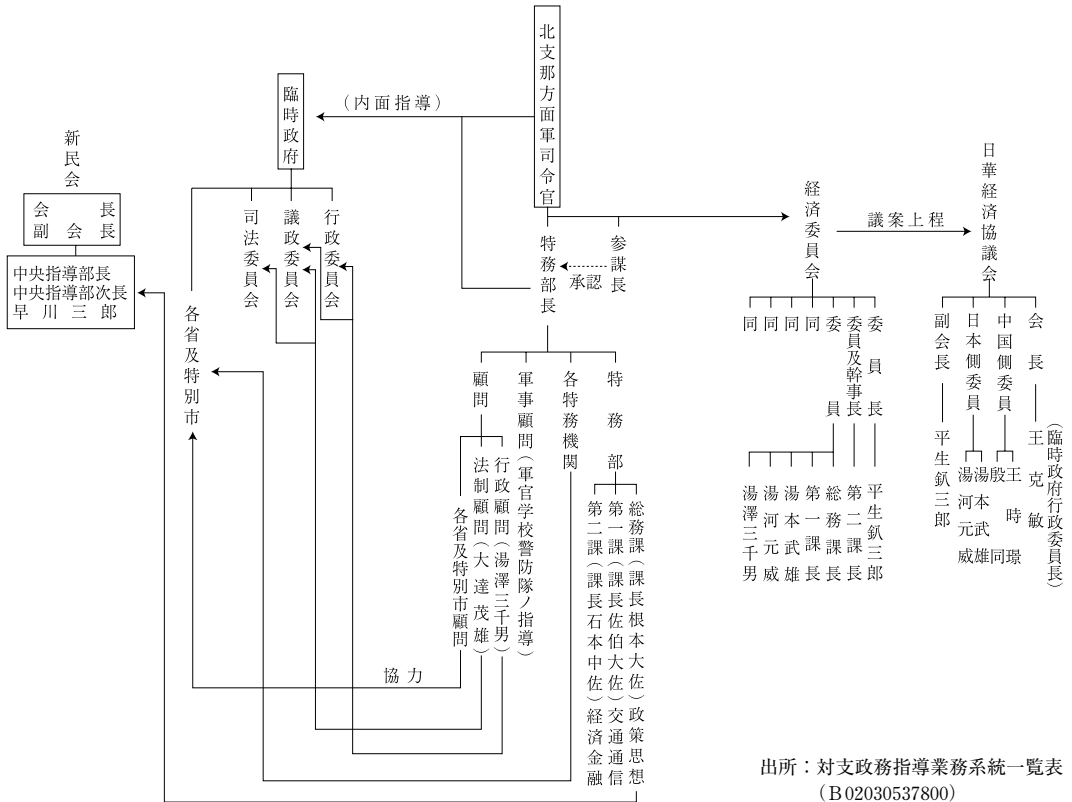 北支那方面軍司令官
（内面指導）
臨時政府
行政委員会
議政委員会
司法委員会
各省及特別市
新民会
会長
副会長
中央指導部長
中央指導部次長
早川三郎
参謀長
承認
特務部長
特務部
各特務機関
軍事顧問（軍官学校警防隊ノ指導）
顧問
総務課（課長根本大佐）政策思想
第一課（課長佐伯大佐）交通通信
第二課（課長石本中佐）経済金融
行政顧問（湯澤三千男）
法制顧問（大達茂雄）
各省及特別市顧問
協力
経済委員会
議案上程
日華経済協議会
委員長
委員及幹事長
委員
同
同
同
同
平生釟三郎
第二課長
総務課長
第一課長
湯本武雄
湯河元威
湯澤三千男
会長
王克敏
（臨時政府行政委員長）
中国側委員
王時璟
殷同
日本側委員
湯本武雄
湯河元威
副会長
平生釟三郎
出所：対支政務指導業務系統一覧表
（B02030537800）